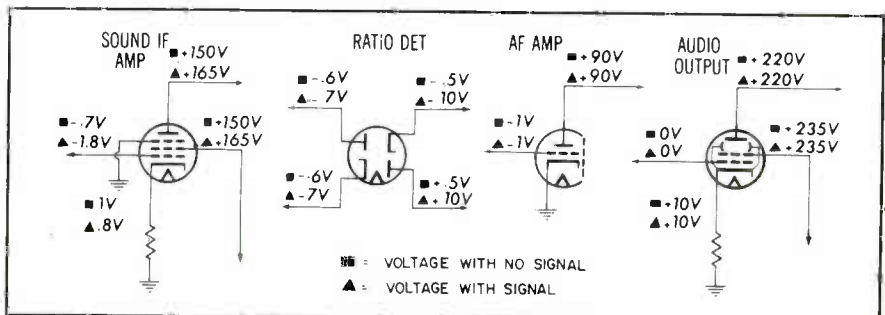 SOUND IF
AMP
■ +150V
▲ +165V
■ -.7V
▲ -1.8V
■ +150V
▲ +165V
■ 1V
▲ .8V
RATIO DET
■ -.6V
▲ -7V
■ -.5V
▲ -10V
■ -.6V
▲ -7V
■ +.5V
▲ +10V
AF AMP
■ +90V
▲ +90V
■ -1V
▲ -1V
AUDIO
OUTPUT
■ +220V
▲ +220V
■ 0V
▲ 0V
■ +235V
▲ +235V
■ +10V
▲ +10V
■ = VOLTAGE WITH NO SIGNAL
▲ = VOLTAGE WITH SIGNAL